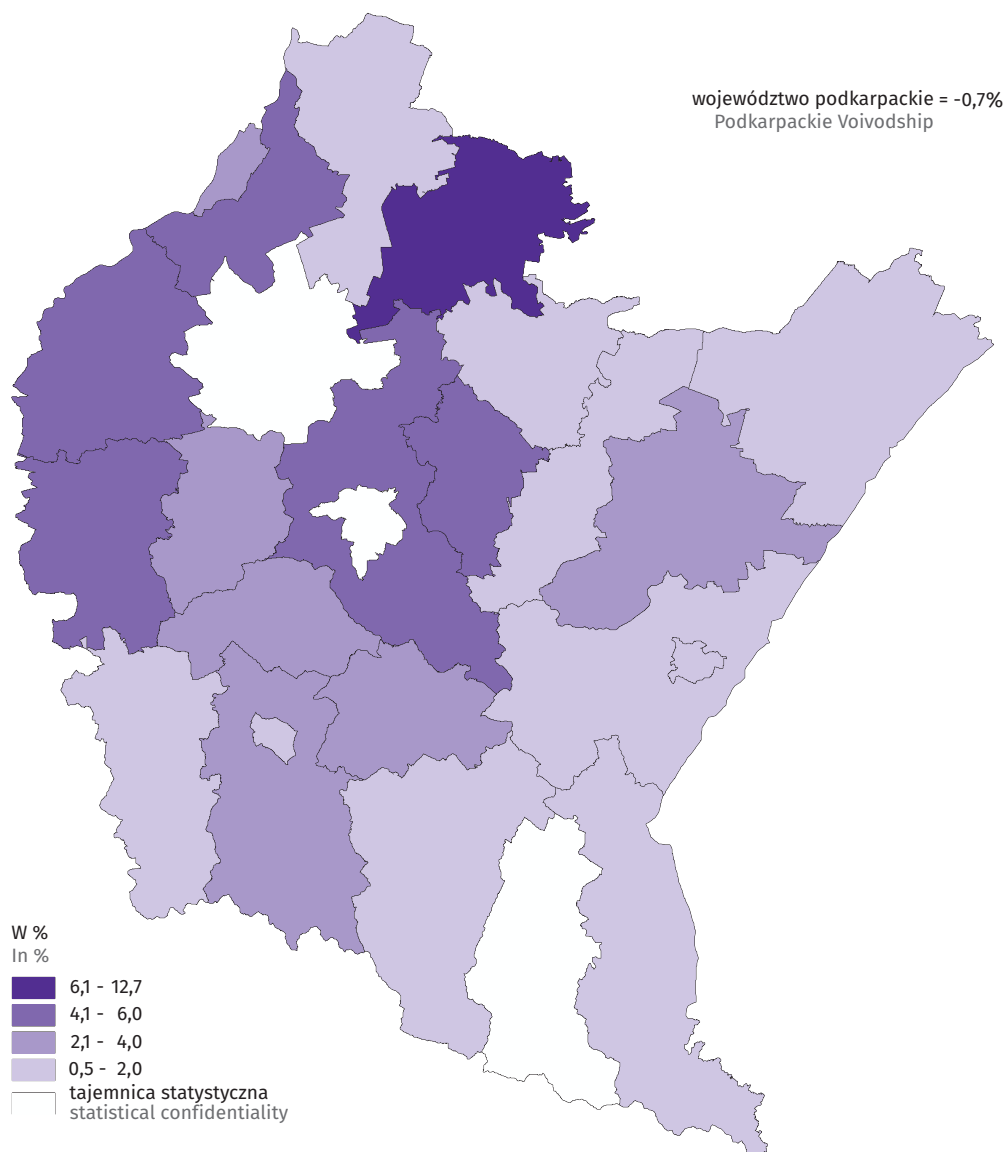 województwo podkarpackie = -0,7%
Podkarpackie Voivodship
W %
In %
6,1 - 12,7
4,1 - 6,0
2,1 - 4,0
0,5 - 2,0
tajemnica statystyczna
statistical confidentiality